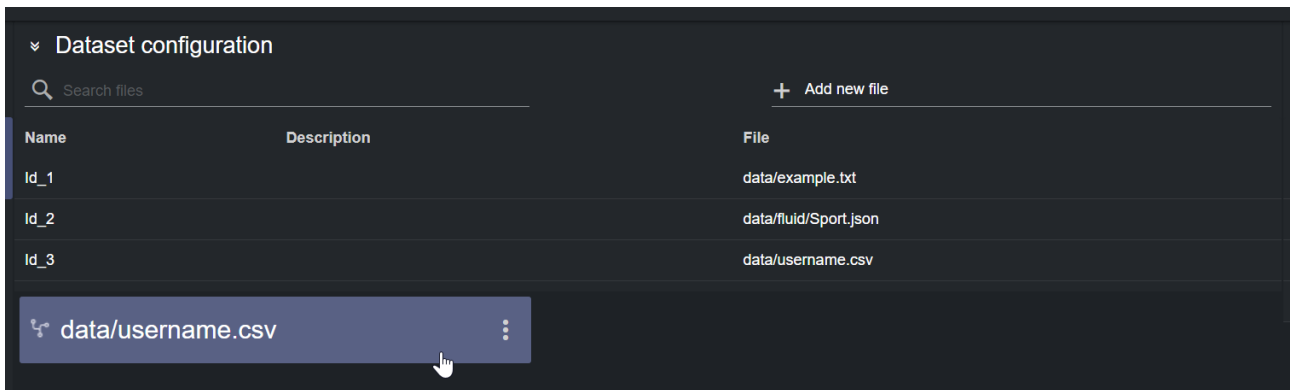 Dataset configuration
Search files
Add new file
Name Description File
Id_1 data/example.txt
Id_2 data/fluid/Sport.json
Id_3 data/username.csv
data/username.csv